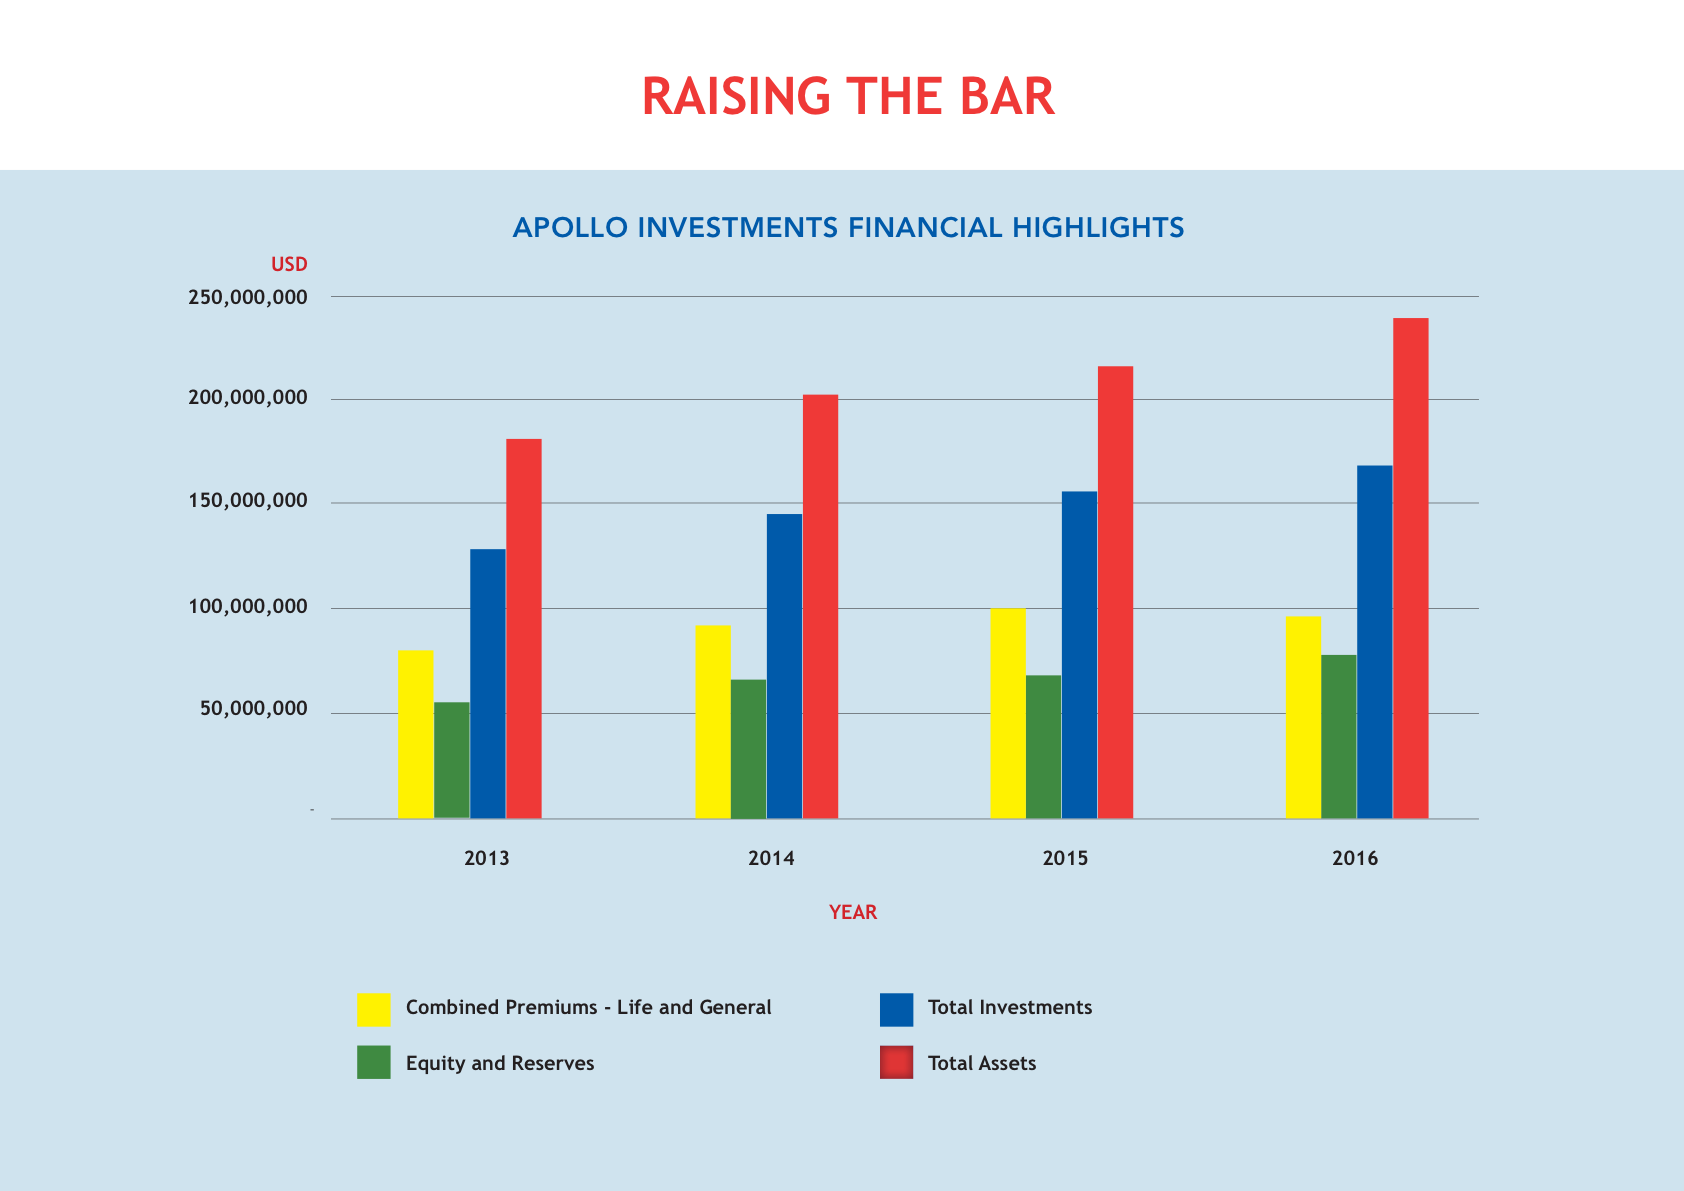 RAISING THE BAR
APOLLO INVESTMENTS FINANCIAL HIGHLIGHTS
USD
250,000,000
200,000,000
150,000,000
100,000,000
50,000,000
-
2013 2014 2015 2016
YEAR
Combined Premiums - Life and General
Total Investments
Equity and Reserves
Total Assets